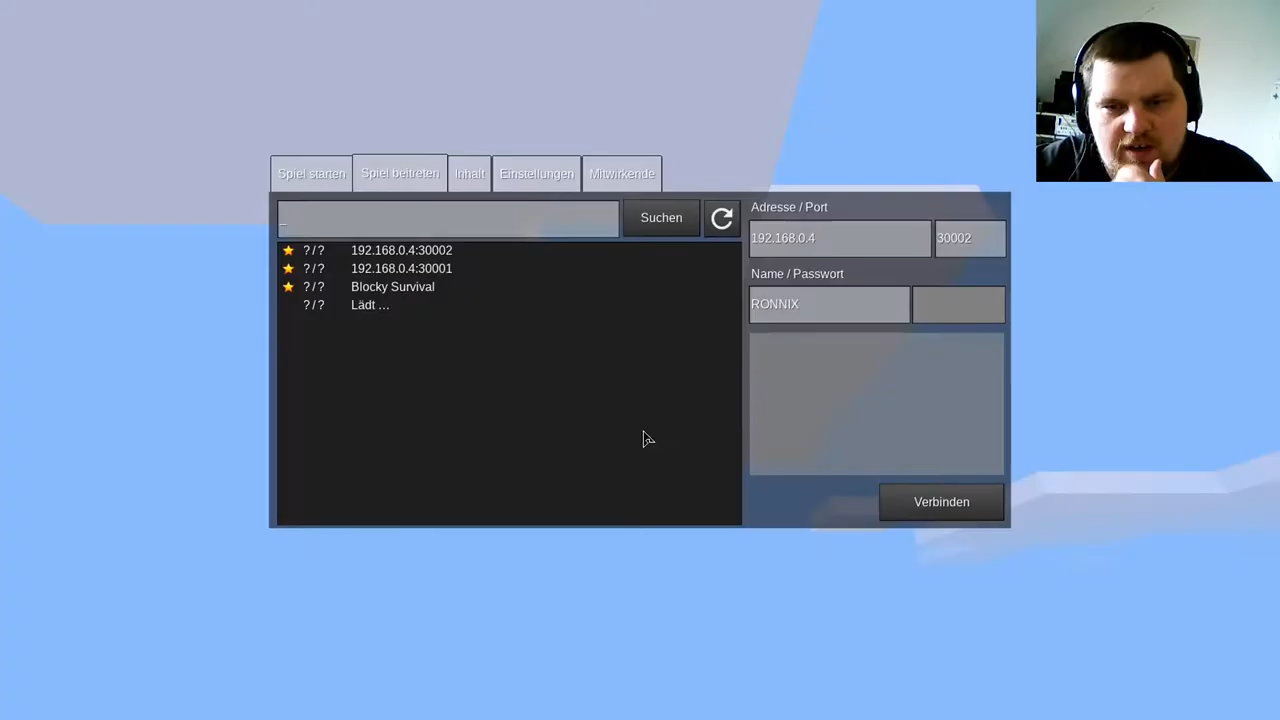 Spiel starten
Spiel beitreten
Inhalt
Einstellungen
Mitwirkende
_
Suchen
? / ? 192.168.0.4:30002
? / ? 192.168.0.4:30001
? / ? Blocky Survival
? / ? Lädt ...
Adresse / Port
192.168.0.4
30002
Name / Passwort
RONNIX
Verbinden